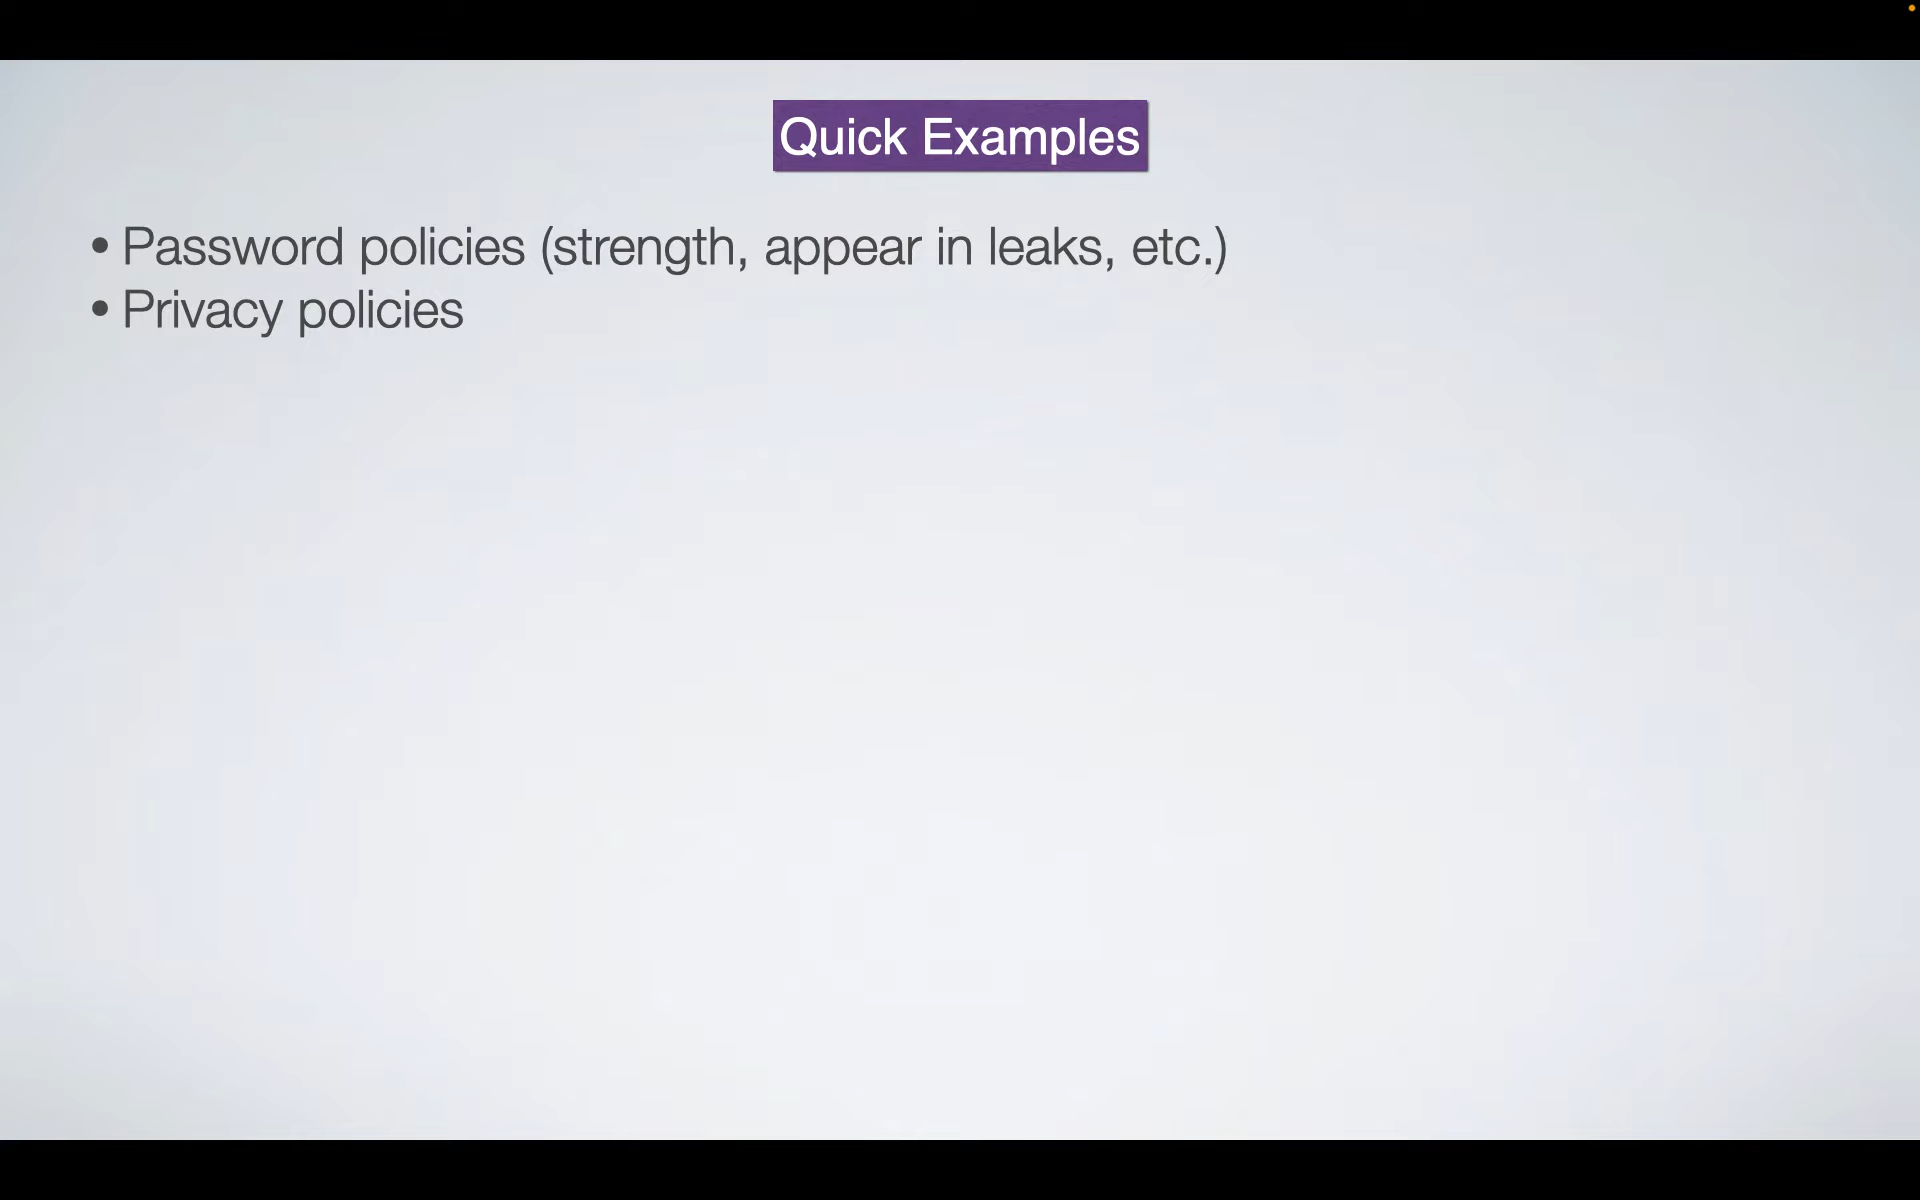 Quick Examples
• Password policies (strength, appear in leaks, etc.)
• Privacy policies